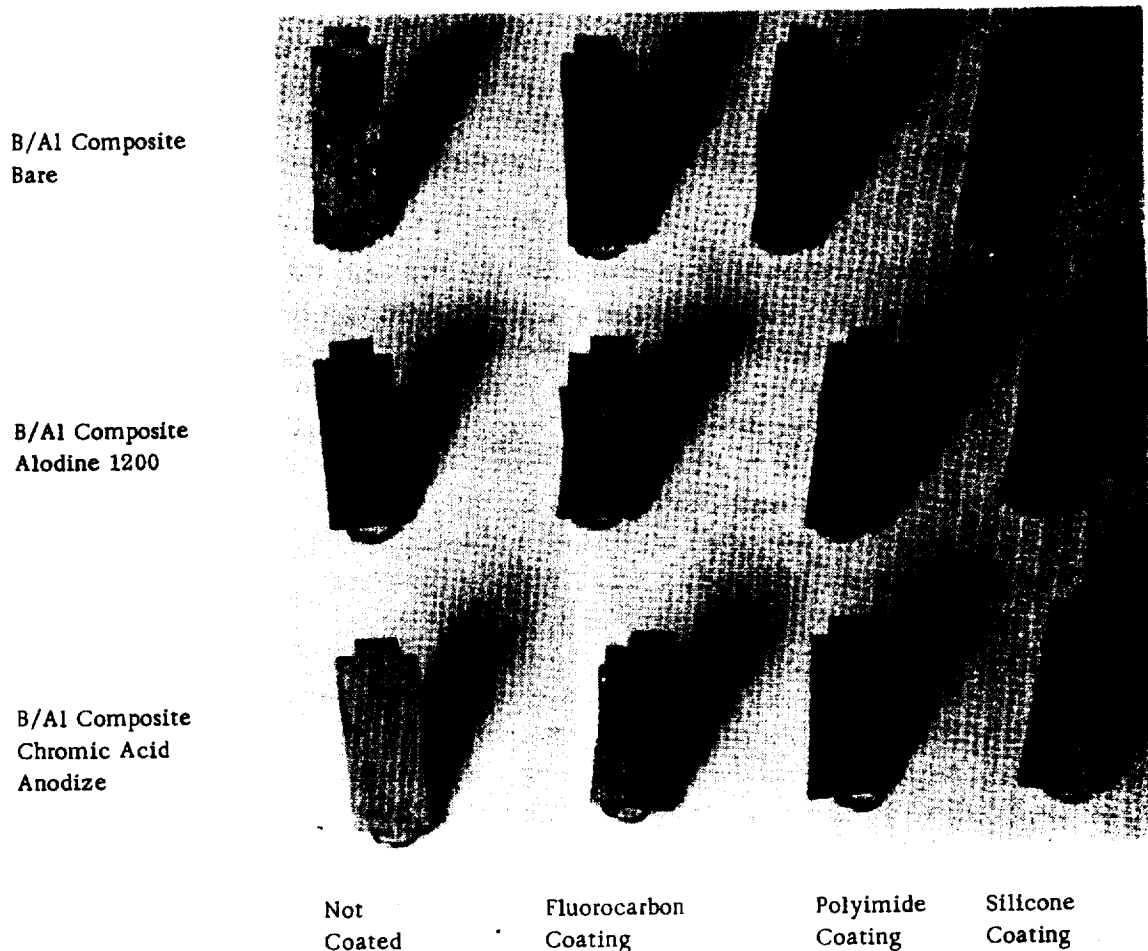 B/Al Composite
Bare
B/Al Composite
Alodine 1200
B/Al Composite
Chromic Acid
Anodize
Not
Coated
Fluorocarbon
Coating
Polyimide
Coating
Silicone
Coating